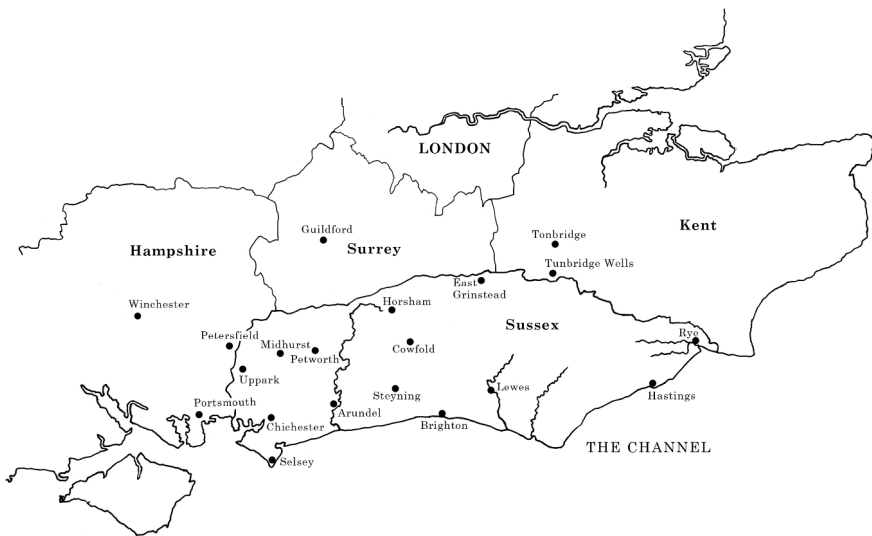 LONDON
Guildford
Surrey
Hampshire
Kent
Tonbridge
Tunbridge Wells
East
Grinstead
Winchester
Horsham
Sussex
Petersfield
Midhurst
Petworth
Cowfold
Rye
Uppark
Steyning
Lewes
Hastings
Portsmouth
Chichester
Arundel
Brighton
THE CHANNEL
Selsey